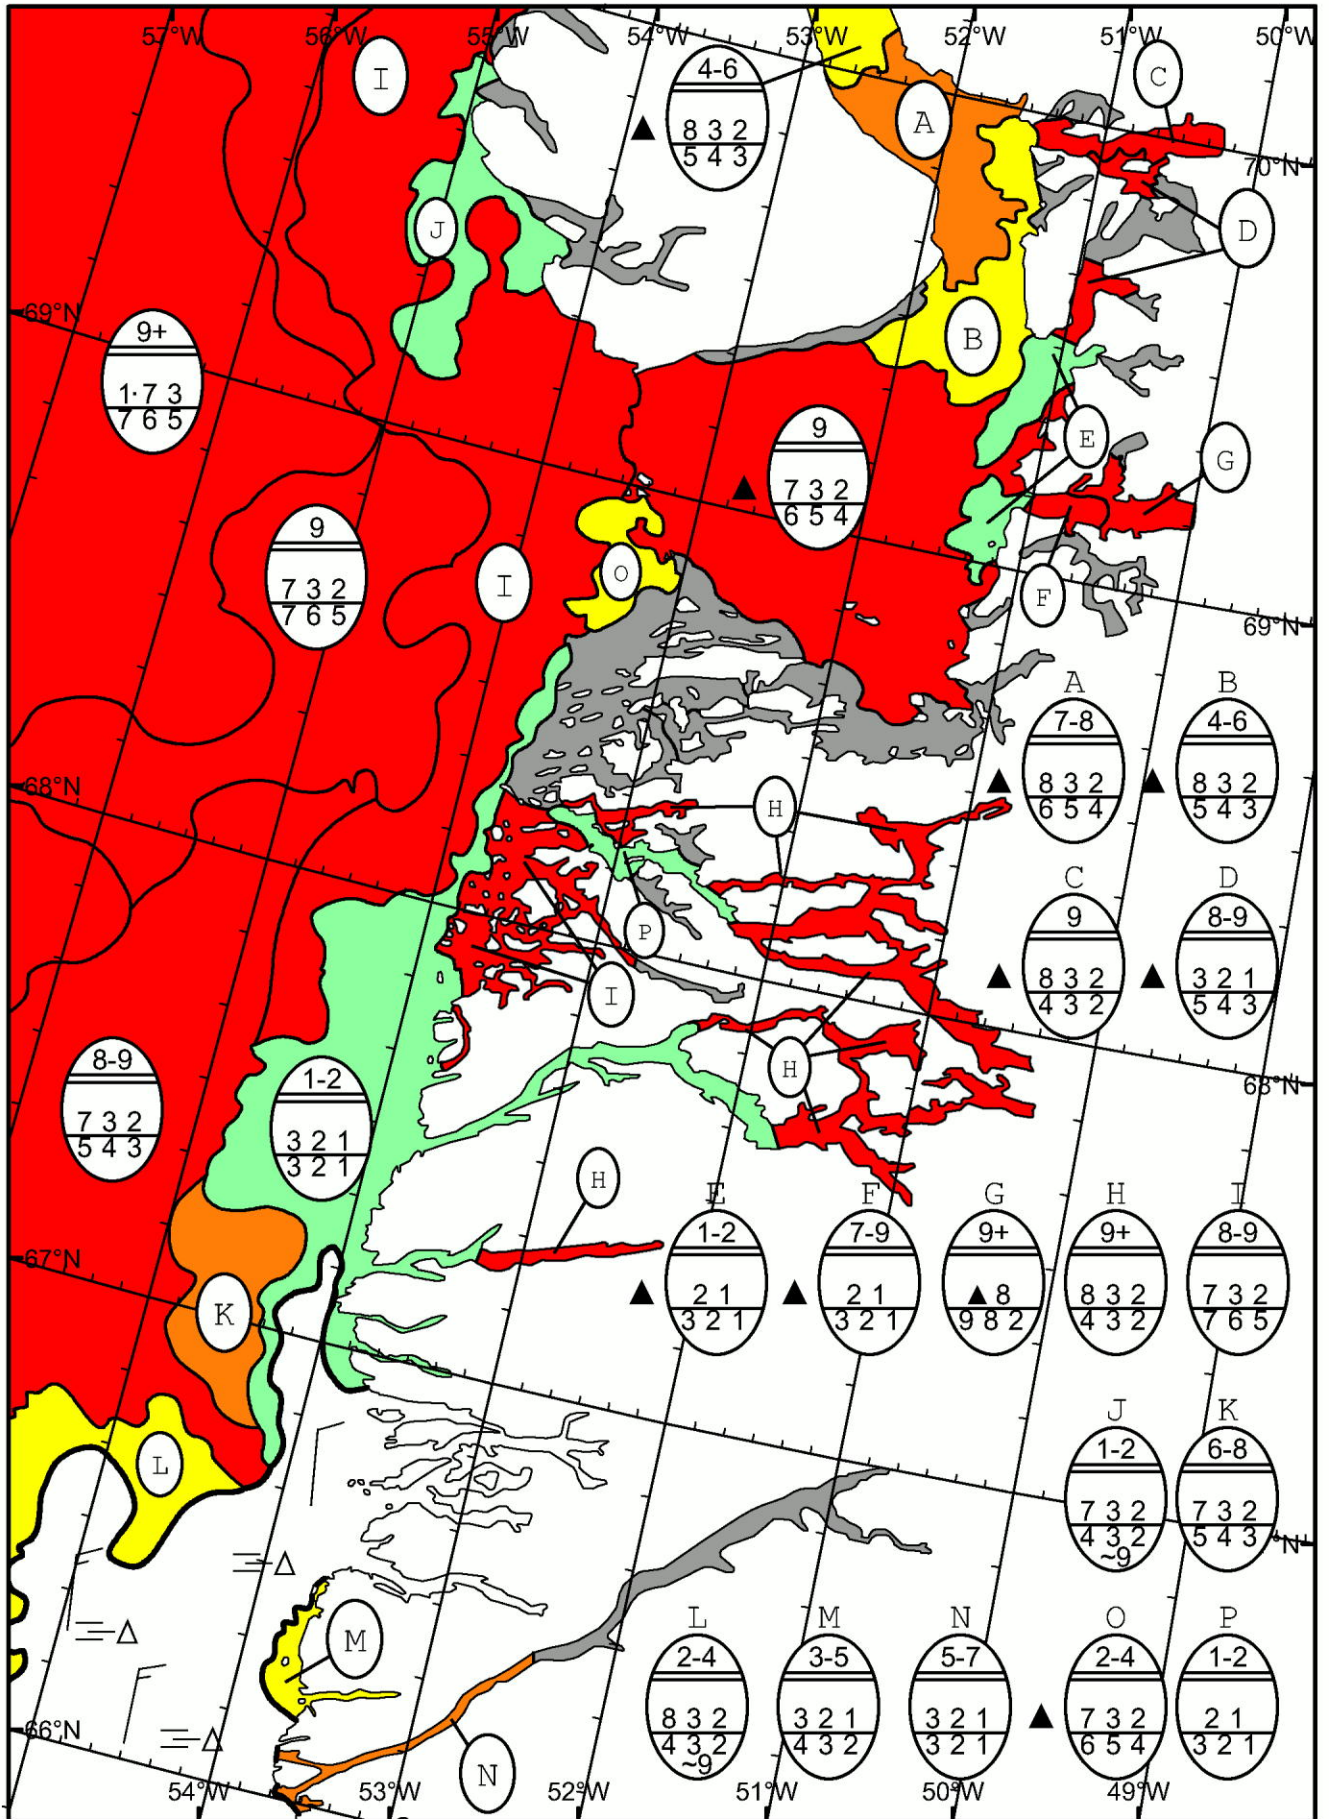 57°W 56°W 55°W 54°W 53°W 52°W 51°W 50°W
I
4-6
8 3 2
5 4 3
A
C
70°N
J
D
69°N
9+
1·7 3
7 6 5
B
9
7 3 2
6 5 4
E
G
9
7 3 2
7 6 5
I
O
F
69°N
A
7-8
8 3 2
6 5 4
B
4-6
8 3 2
5 4 3
68°N
H
C
9
8 3 2
4 3 2
D
8-9
3 2 1
5 4 3
P
I
8-9
7 3 2
5 4 3
1-2
3 2 1
3 2 1
H
68°N
H
E
1-2
2 1
3 2 1
F
7-9
2 1
3 2 1
G
9+
▲ 8
9 8 2
H
9+
8 3 2
4 3 2
I
8-9
7 3 2
7 6 5
67°N
K
J
1-2
7 3 2
4 3 2
~9
K
6-8
7 3 2
5 4 3
L
°N
M
L
2-4
8 3 2
4 3 2
~9
M
3-5
3 2 1
4 3 2
N
5-7
3 2 1
3 2 1
O
2-4
7 3 2
6 5 4
P
1-2
2 1
3 2 1
66°N
N
54°W 53°W 52°W 51°W 50°W 49°W